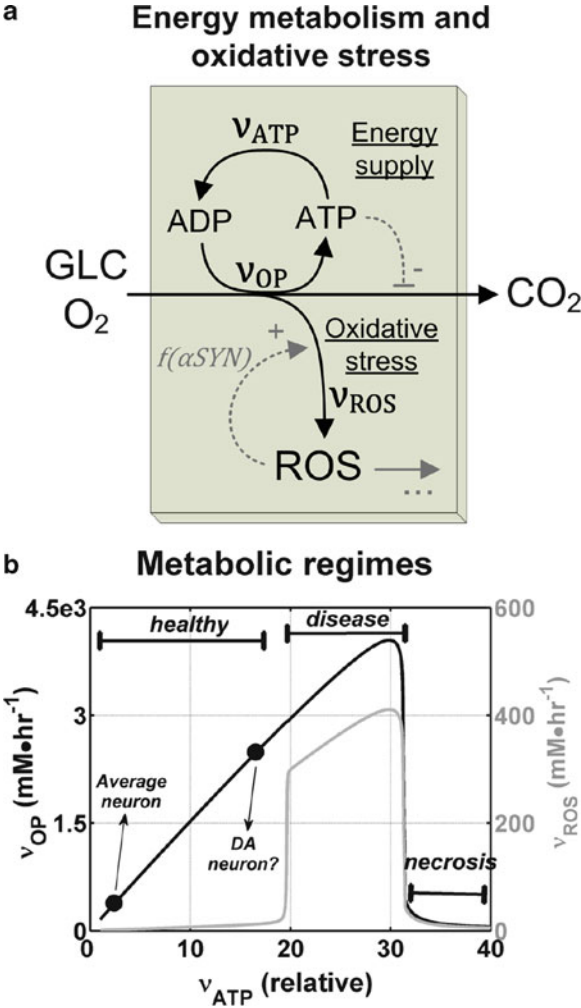 a
Energy metabolism and
oxidative stress
νATP
Energy
supply
ADP
ATP
GLC
O2
νOP
-
CO2
+
Oxidative
stress
f(αSYN)
νROS
ROS
...
b
Metabolic regimes
4.5e3
600
healthy
disease
3
400
Average
neuron
DA
neuron?
1.5
200
necrosis
0
0
νOP (mM•hr-1)
νROS (mM•hr-1)
0
10
20
30
40
νATP (relative)